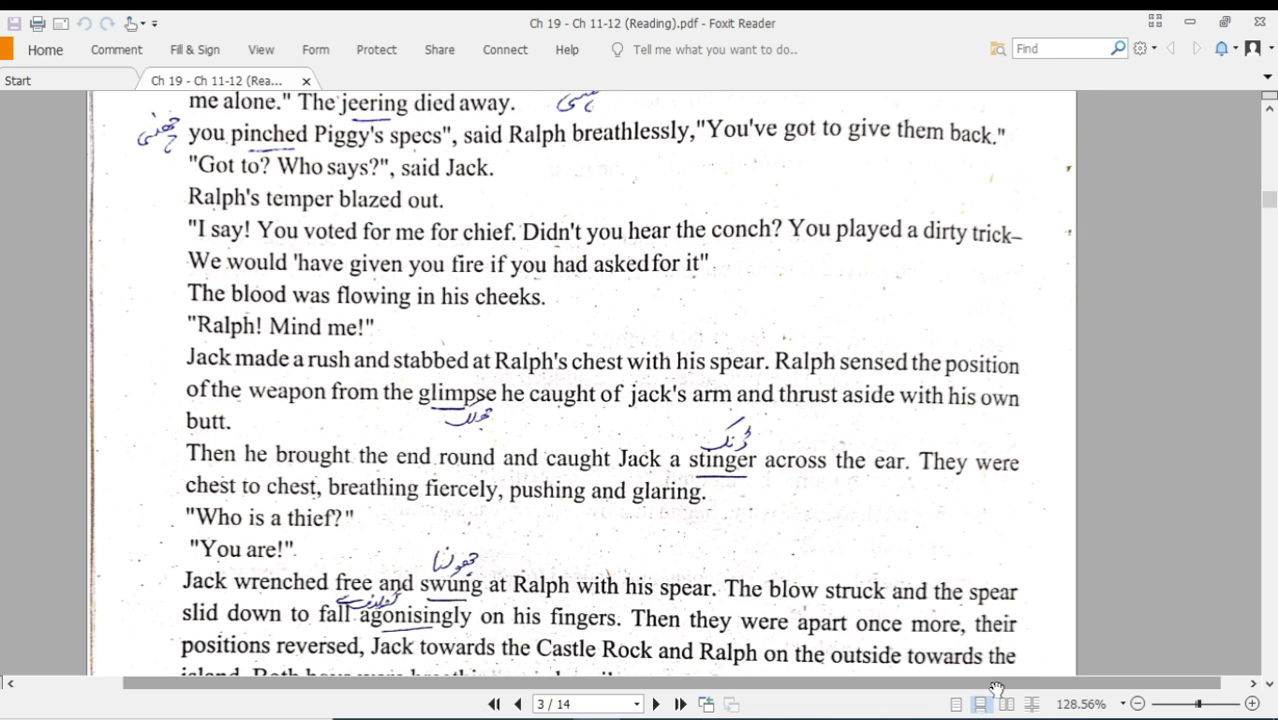 Ch 19 - Ch 11-12 (Reading).pdf - Foxit Reader
Home Comment Fill & Sign View Form Protect Share Connect Help Tell me what you want to do.. Find
Start Ch 19 - Ch 11-12 (Rea... ×
me alone." The jeering died away. ہنسی
you pinched Piggy's specs", said Ralph breathlessly,"You've got to give them back."
"Got to? Who says?", said Jack.
Ralph's temper blazed out.
"I say! You voted for me for chief. Didn't you hear the conch? You played a dirty trick–
We would 'have given you fire if you had asked for it"
The blood was flowing in his cheeks.
"Ralph! Mind me!"
Jack made a rush and stabbed at Ralph's chest with his spear. Ralph sensed the position
of the weapon from the glimpse he caught of jack's arm and thrust aside with his own
جھلک
butt.
ڈنک
Then he brought the end round and caught Jack a stinger across the ear. They were
chest to chest, breathing fiercely, pushing and glaring.
"Who is a thief?"
"You are!"
جھولنا
Jack wrenched free and swung at Ralph with his spear. The blow struck and the spear
slid down to fall agonisingly on his fingers. Then they were apart once more, their
positions reversed, Jack towards the Castle Rock and Ralph on the outside towards the
3 / 14 128.56%